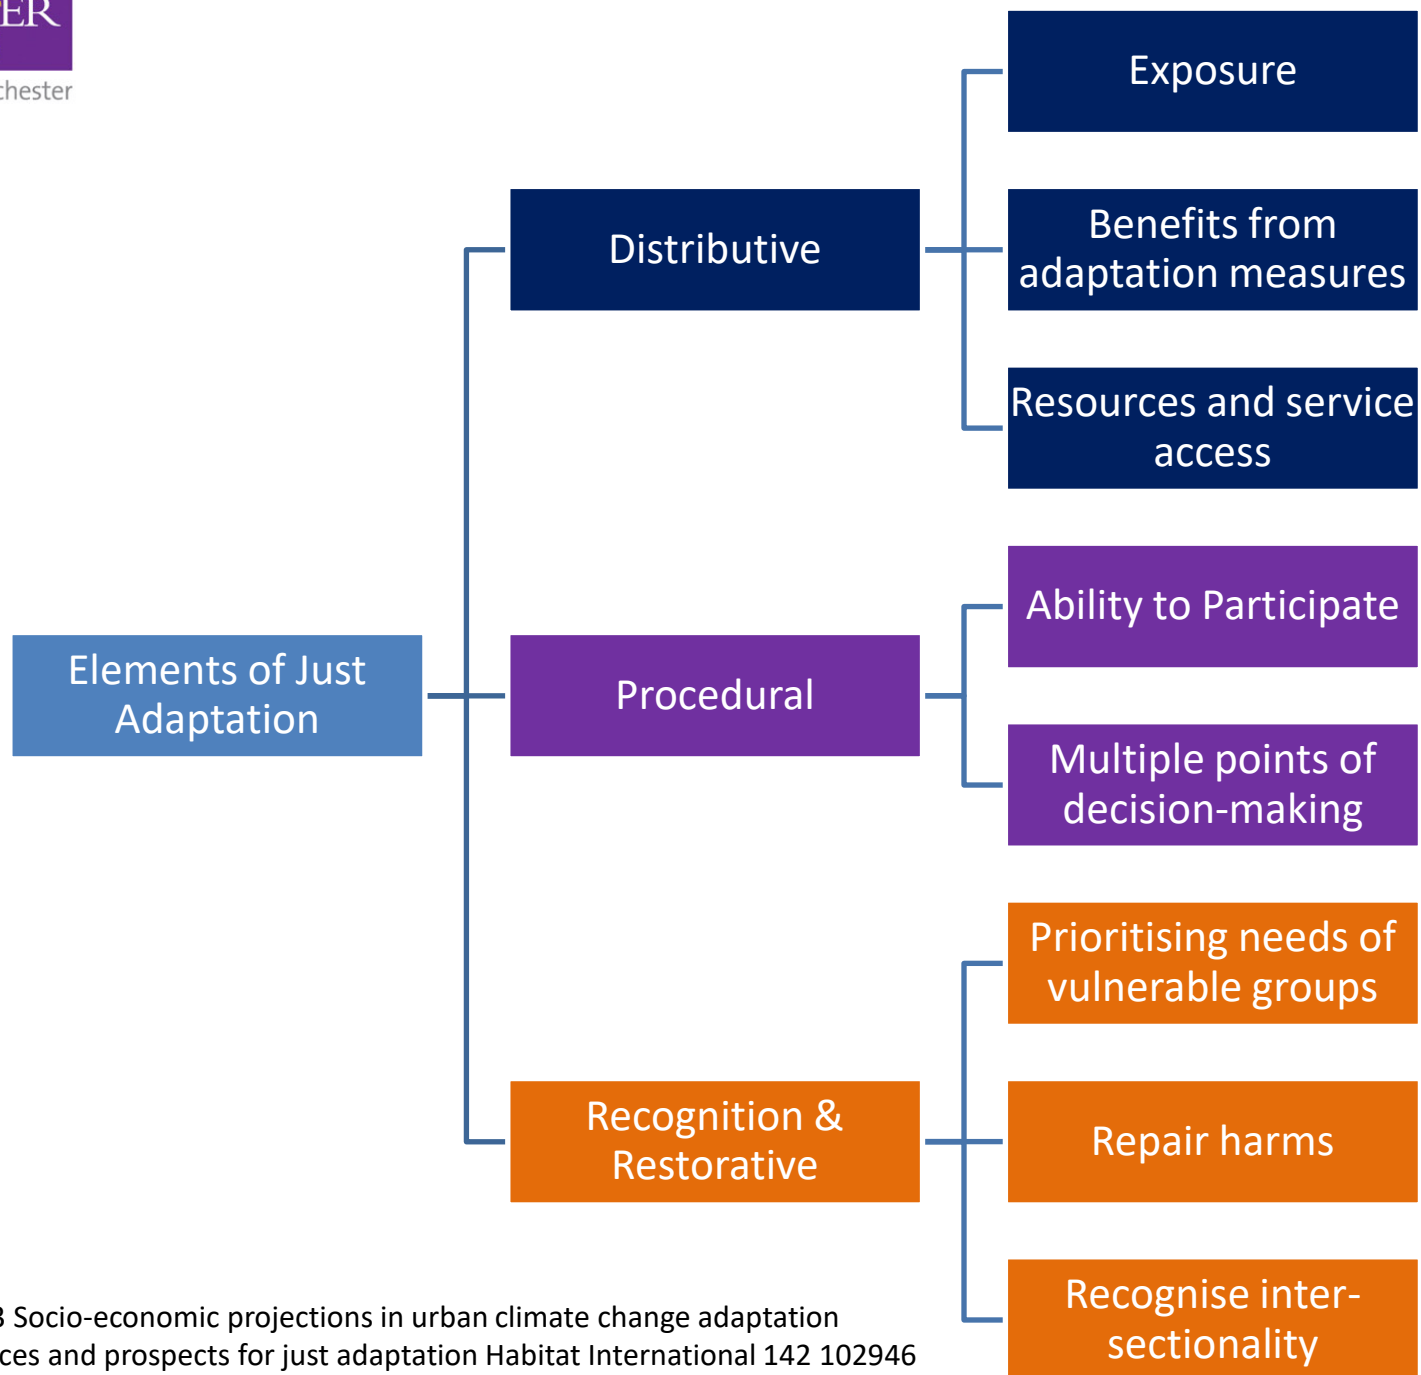 ER
chester
Exposure
Benefits from
adaptation measures
Distributive
Resources and service
access
Ability to Participate
Elements of Just
Adaptation
Procedural
Multiple points of
decision-making
Prioritising needs of
vulnerable groups
Recognition &
Restorative
Repair harms
Recognise inter-
sectionality
Socio-economic projections in urban climate change adaptation
and prospects for just adaptation Habitat International 142 102946